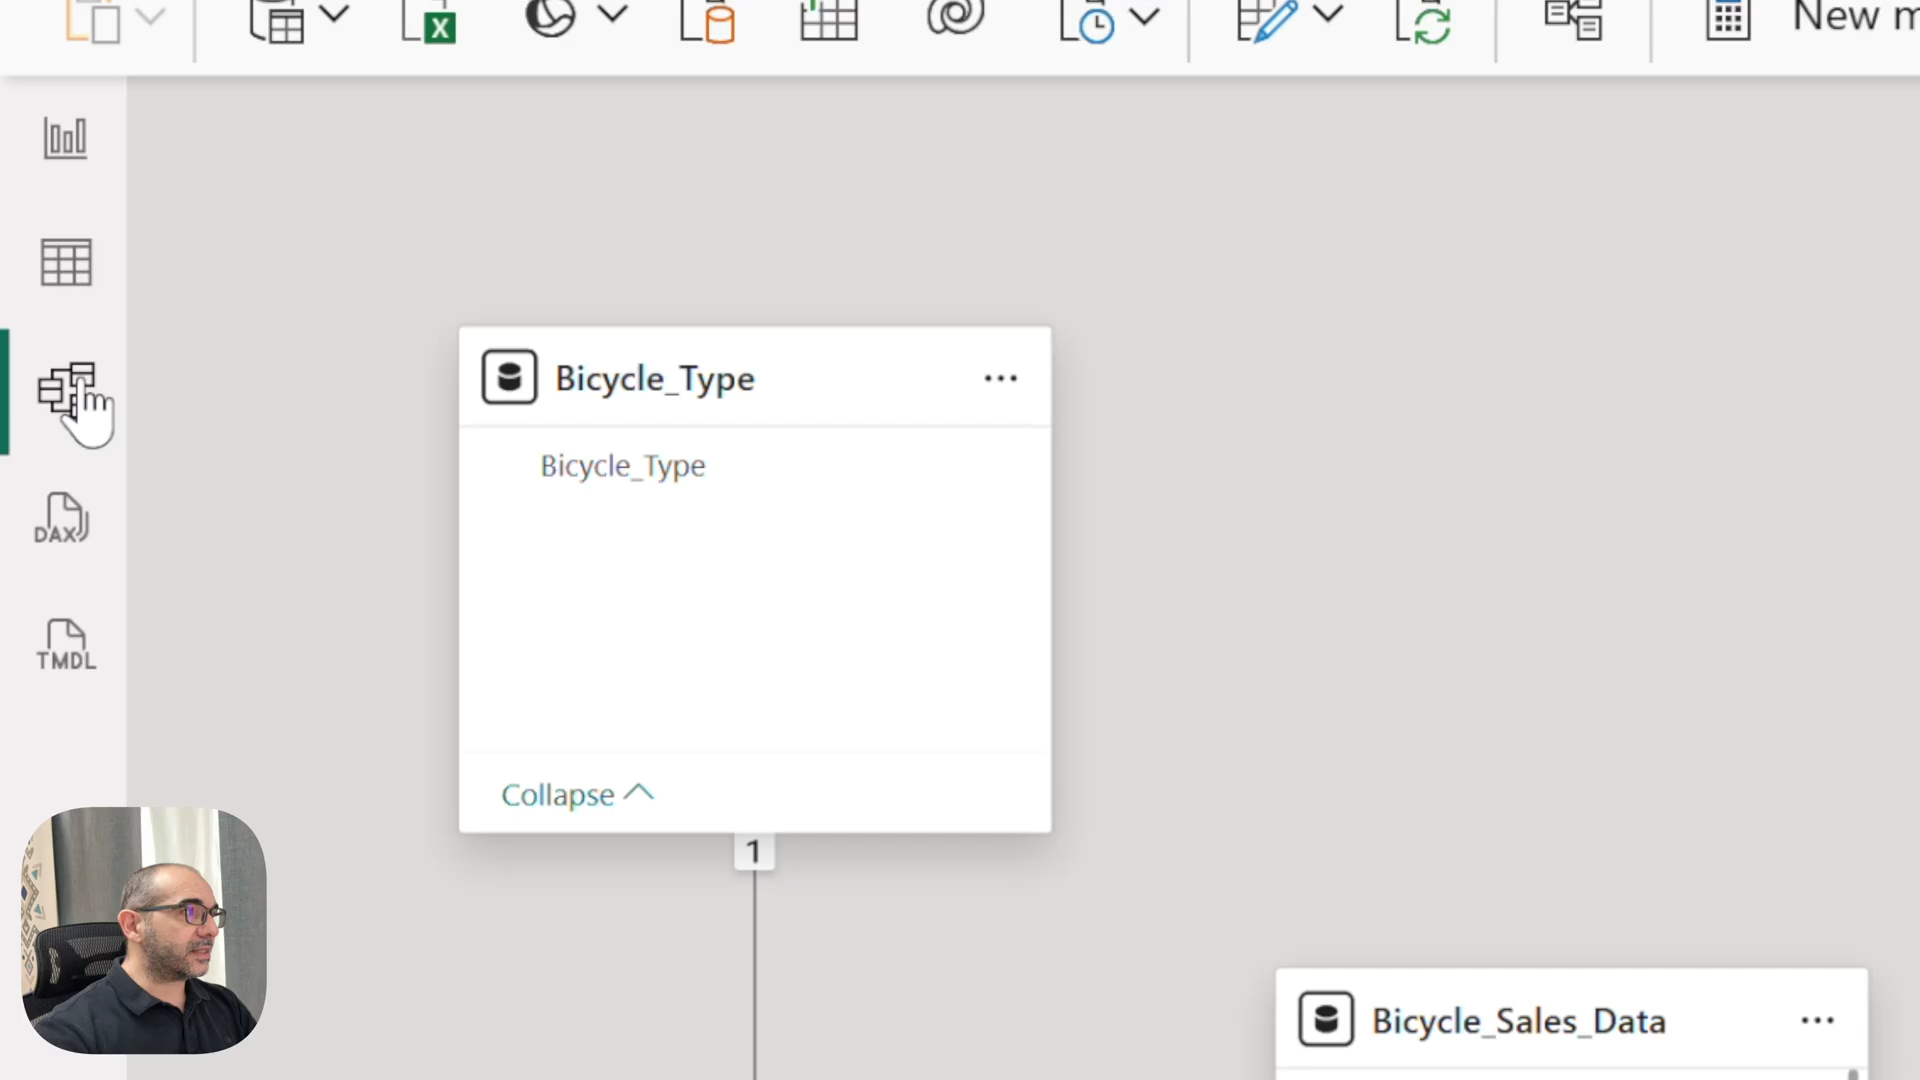 New m
X
DAX
TMDL
Bicycle_Type
Bicycle_Type
Collapse
1
Bicycle_Sales_Data